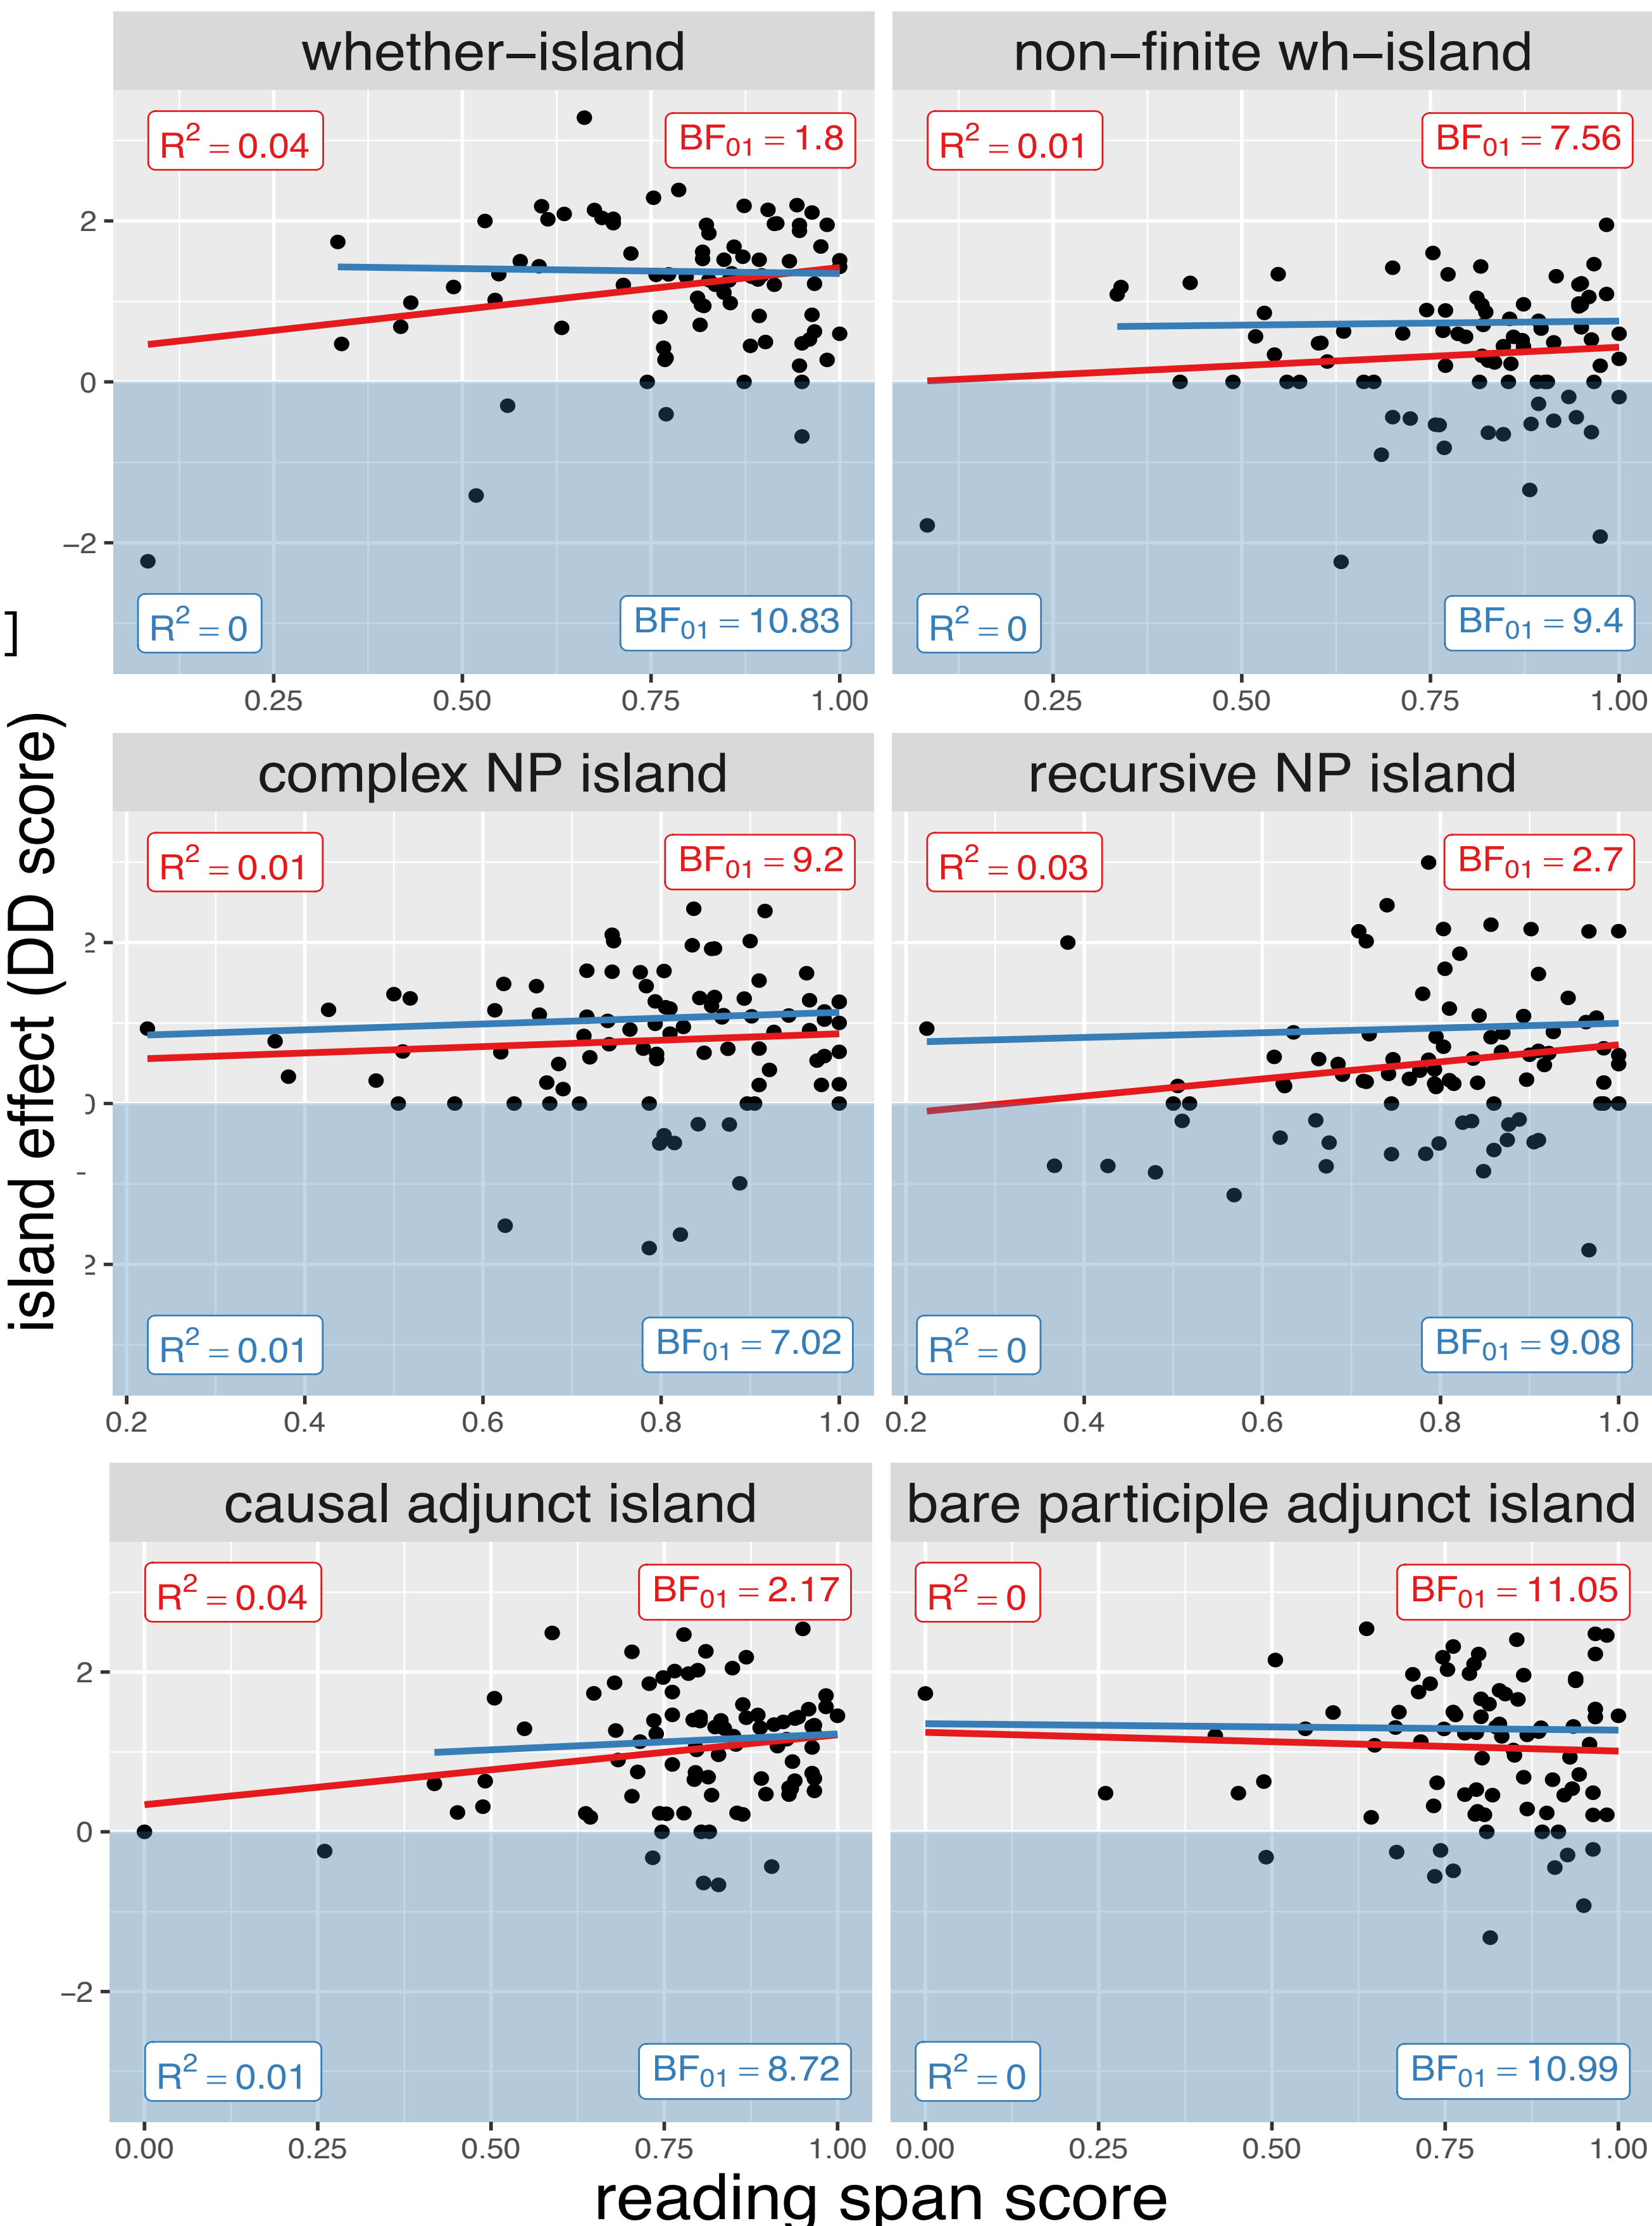 whether−island
non−finite wh−island
R2 = 0.04
BF01 = 1.8
R2 = 0.01
BF01 = 7.56
2
0
−2
R2 = 0
BF01 = 10.83
R2 = 0
BF01 = 9.4
]
0.25 0.50 0.75 1.00
0.25 0.50 0.75 1.00
island effect (DD score)
complex NP island
recursive NP island
R2 = 0.01
BF01 = 9.2
R2 = 0.03
BF01 = 2.7
2
-
2
R2 = 0.01
BF01 = 7.02
R2 = 0
BF01 = 9.08
0.2 0.4 0.6 0.8 1.0
0.2 0.4 0.6 0.8 1.0
causal adjunct island
bare participle adjunct island
R2 = 0.04
BF01 = 2.17
R2 = 0
BF01 = 11.05
2
0
−2
R2 = 0.01
BF01 = 8.72
R2 = 0
BF01 = 10.99
0.00 0.25 0.50 0.75 1.00
0.00 0.25 0.50 0.75 1.00
reading span score